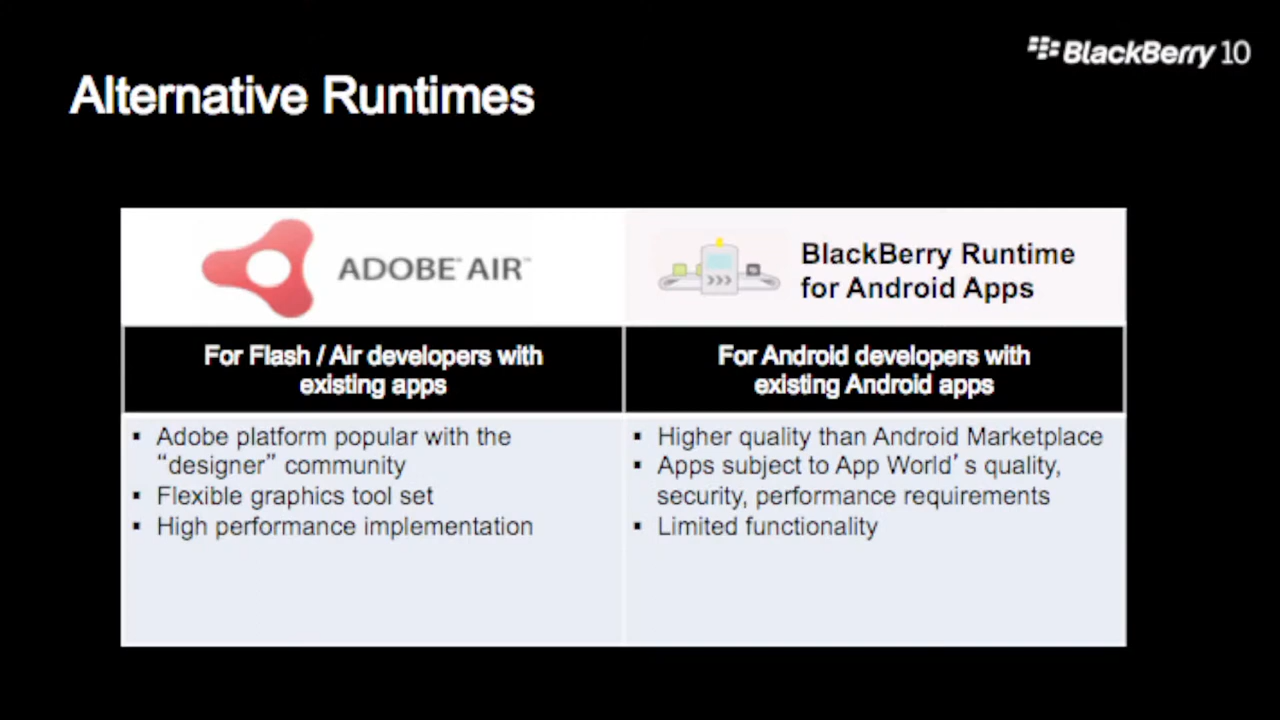 BlackBerry 10
Alternative Runtimes
ADOBE™ AIR™
BlackBerry Runtime
for Android Apps
For Flash / Air developers with
existing apps
For Android developers with
existing Android apps
▪ Adobe platform popular with the
“designer” community
▪ Flexible graphics tool set
▪ High performance implementation
▪ Higher quality than Android Marketplace
▪ Apps subject to App World’s quality,
security, performance requirements
▪ Limited functionality